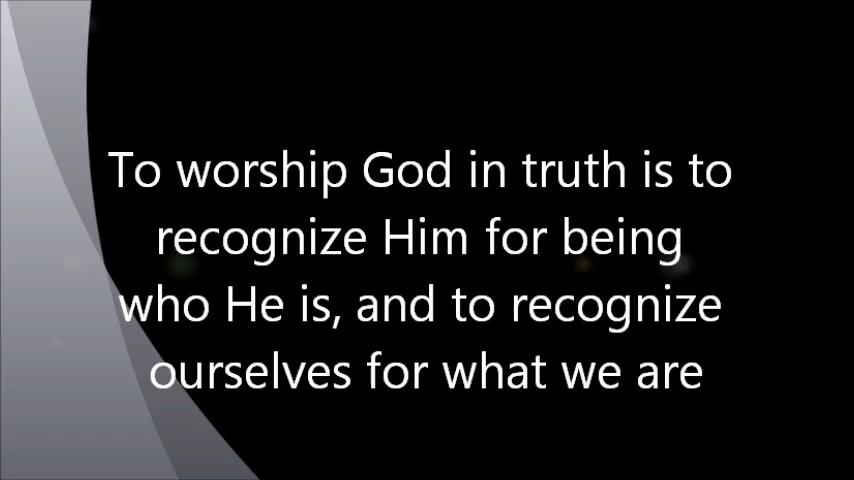 To worship God in truth is to
recognize Him for being
who He is, and to recognize
ourselves for what we are